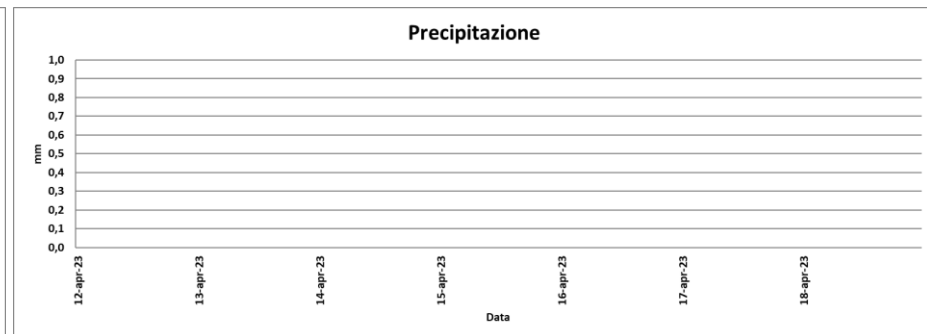 Precipitazione
1,0
0,9
0,8
0,7
0,6
0,5
0,4
0,3
0,2
0,1
0,0
mm
12-apr-23
13-apr-23
14-apr-23
15-apr-23
16-apr-23
17-apr-23
18-apr-23
Data